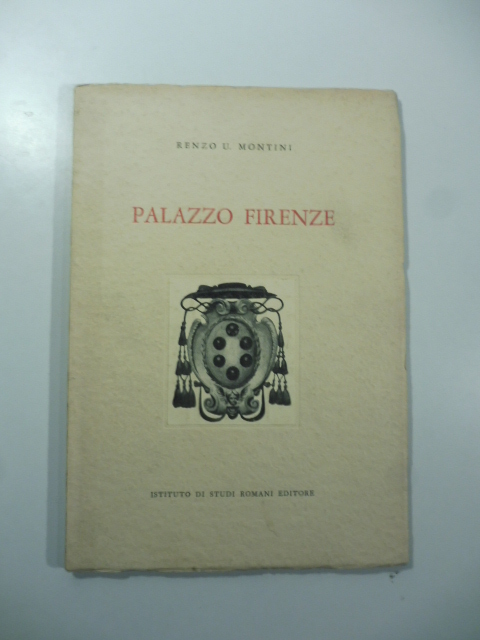 RENZO U. MONTINI
PALAZZO FIRENZE
ISTITUTO DI STUDI ROMANI EDITORE